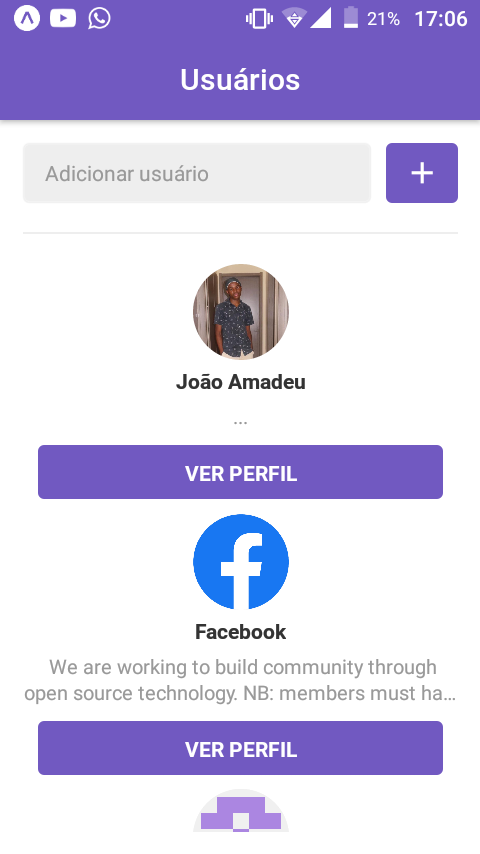 21% 17:06
Usuários
Adicionar usuário
+
João Amadeu
...
VER PERFIL
Facebook
We are working to build community through
open source technology. NB: members must ha...
VER PERFIL